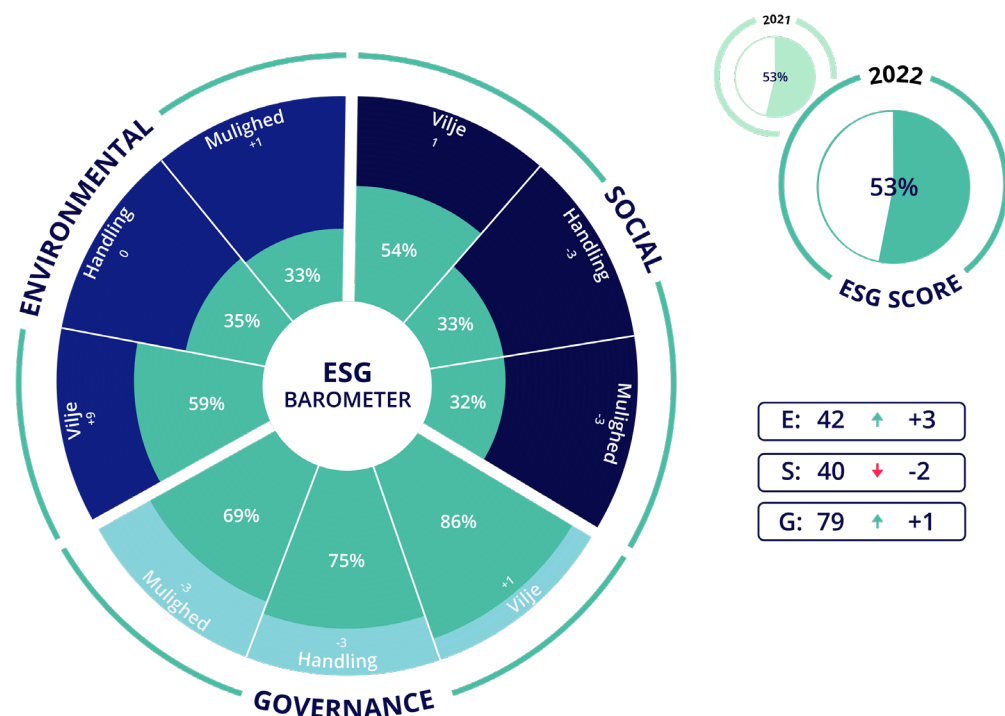 ENVIRONMENTAL
Mulighed
+1
33%
Handling
0
35%
Vilje
+9
59%
SOCIAL
Vilje
1
54%
Handling
-3
33%
Mulighed
-3
32%
ESG
BAROMETER
GOVERNANCE
69%
-3
Mulighed
75%
-3
Handling
86%
+1
Vilje
2021
53%
2022
53%
ESG SCORE
E: 42 ↑ +3
S: 40 ↓ -2
G: 79 ↑ +1